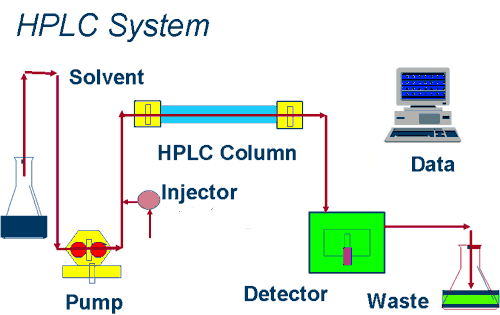 HPLC System
Solvent
HPLC Column
Data
Injector
Pump
Detector
Waste